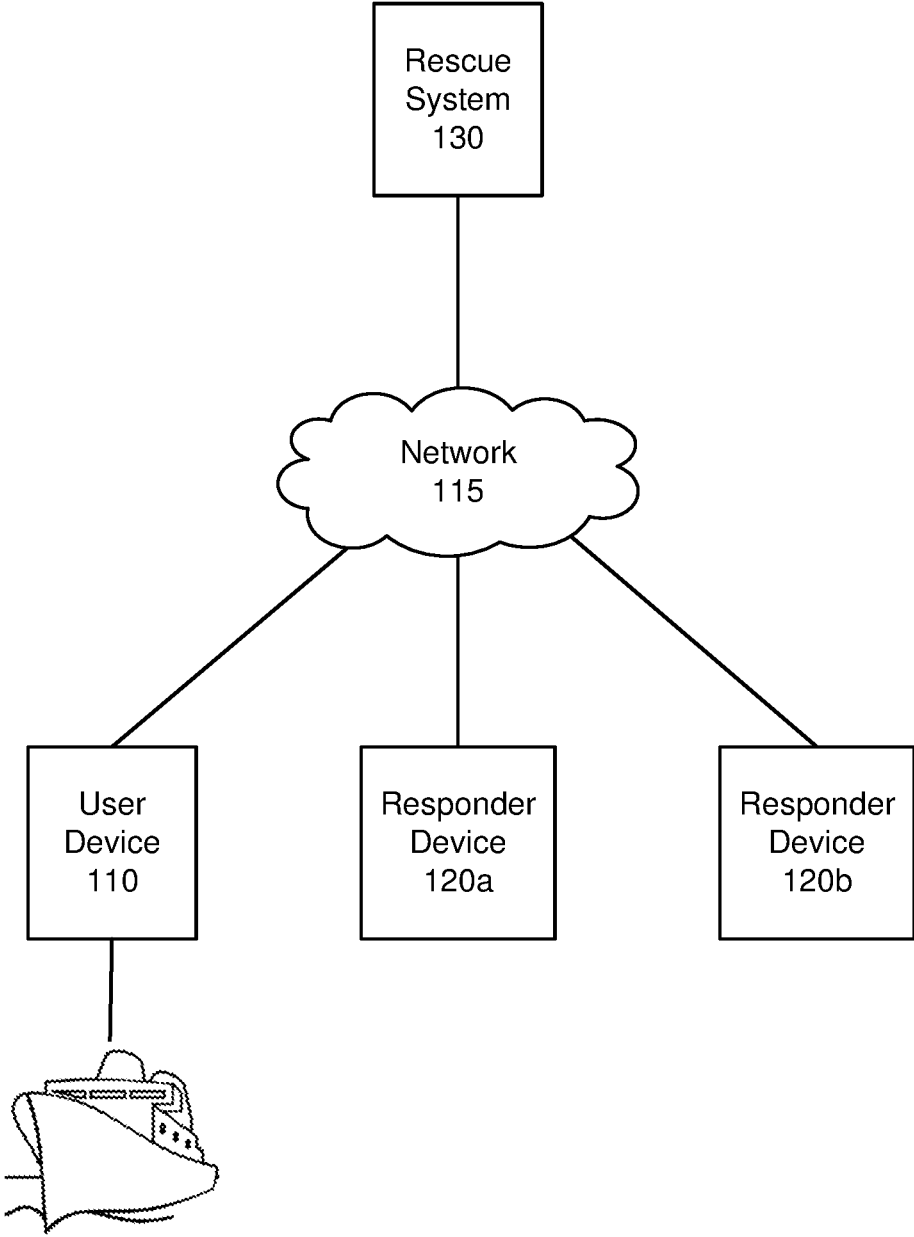 Rescue
System
130
Network
115
User
Device
110
Responder
Device
120a
Responder
Device
120b